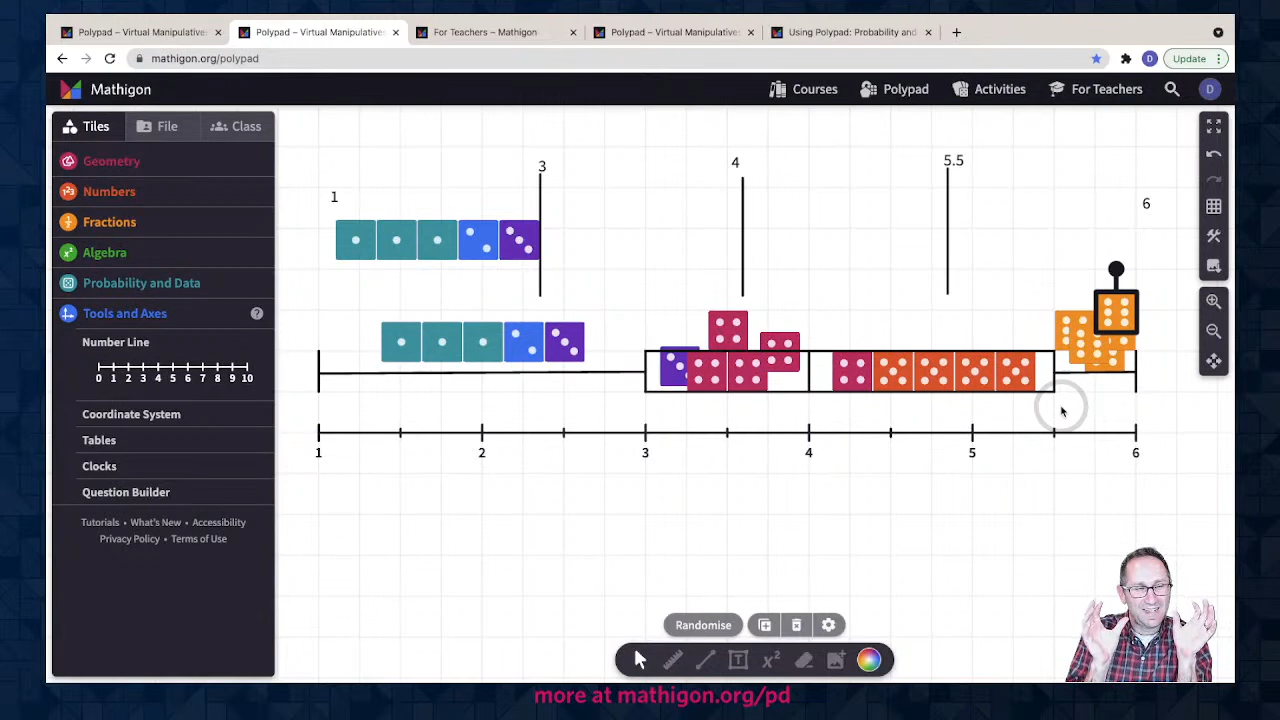 Polypad – Virtual Manipulatives
Polypad – Virtual Manipulatives
For Teachers – Mathigon
Polypad – Virtual Manipulatives
Using Polypad: Probability and
mathigon.org/polypad
D
Update
Mathigon
Courses
Polypad
Activities
For Teachers
D
Tiles
File
Class
Geometry
Numbers
Fractions
Algebra
Probability and Data
Tools and Axes
?
Number Line
0 1 2 3 4 5 6 7 8 9 10
Coordinate System
Tables
Clocks
Question Builder
Tutorials • What's New • Accessibility
Privacy Policy • Terms of Use
1
3
4
5.5
6
1 2 3 4 5 6
Randomise
T x²
more at mathigon.org/pd